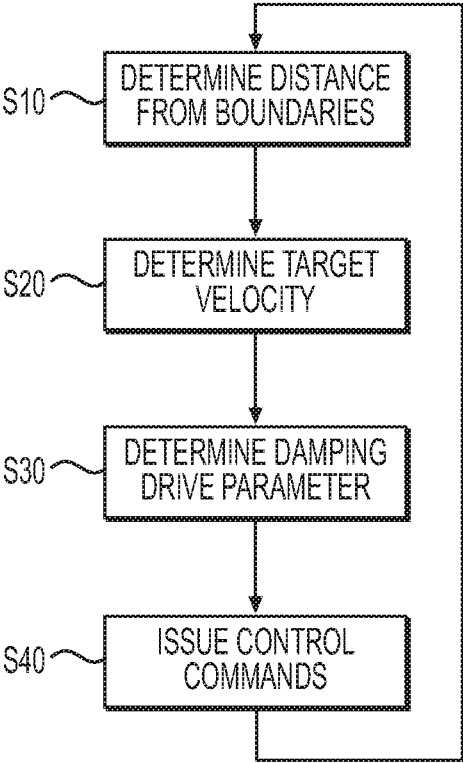 S10
DETERMINE DISTANCE
FROM BOUNDARIES
S20
DETERMINE TARGET
VELOCITY
S30
DETERMINE DAMPING
DRIVE PARAMETER
S40
ISSUE CONTROL
COMMANDS